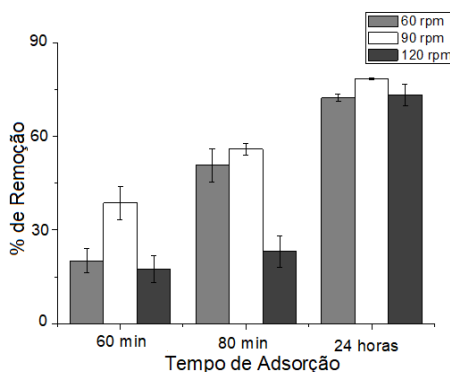 60 rpm
90 rpm
120 rpm
90
60
30
0
% de Remoção
60 min
80 min
24 horas
Tempo de Adsorção